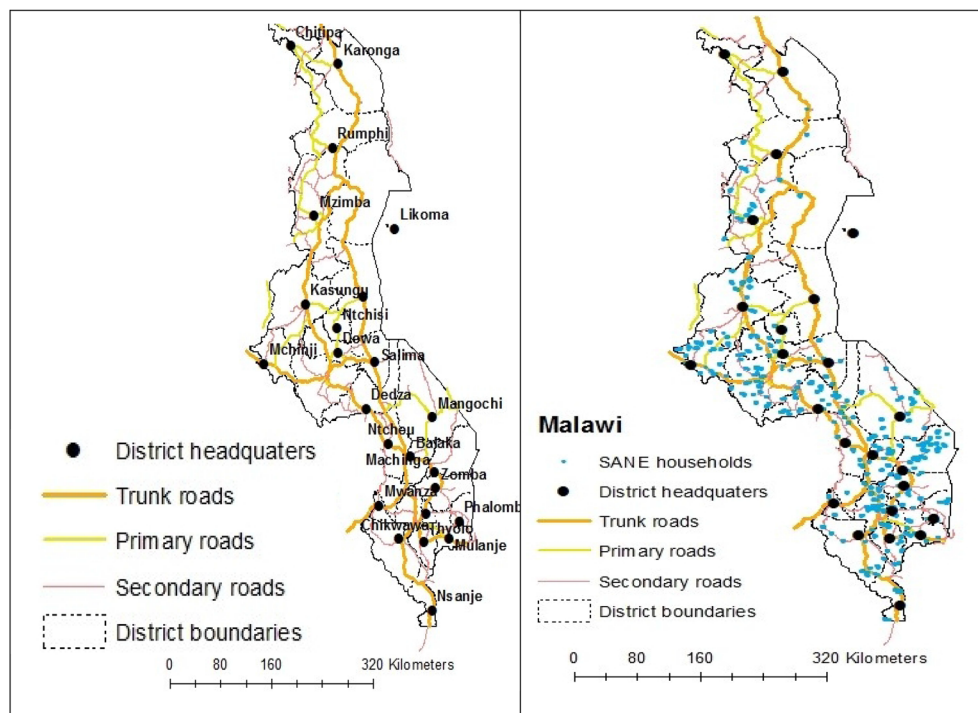 Chitipa
Karonga
Rumphi
Mzimba
Likoma
Kasungu
Ntchisi
Dowa
Mchinji
Salima
Dedza
Mangochi
Ntcheu
Balaka
Machinga
Zomba
Mwanza
Phalomb
Chikwawa
Thyolo
Mulanje
Nsanje
District headquaters
Trunk roads
Primary roads
Secondary roads
District boundaries
0 80 160 320 Kilometers
Malawi
SANE households
District headquaters
Trunk roads
Primary roads
Secondary roads
District boundaries
0 80 160 320 Kilometers